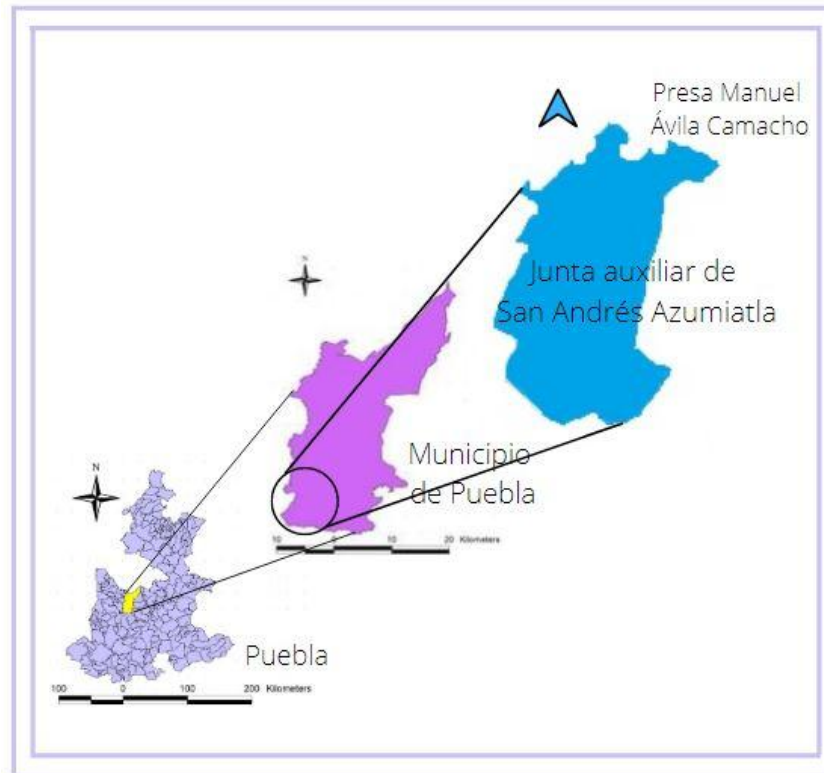 Presa Manuel
Ávila Camacho
Junta auxiliar de
San Andrés Azumiatla
N
Municipio
de Puebla
10 0 10 20 Kilometers
N
Puebla
100 0 100 200 Kilometers